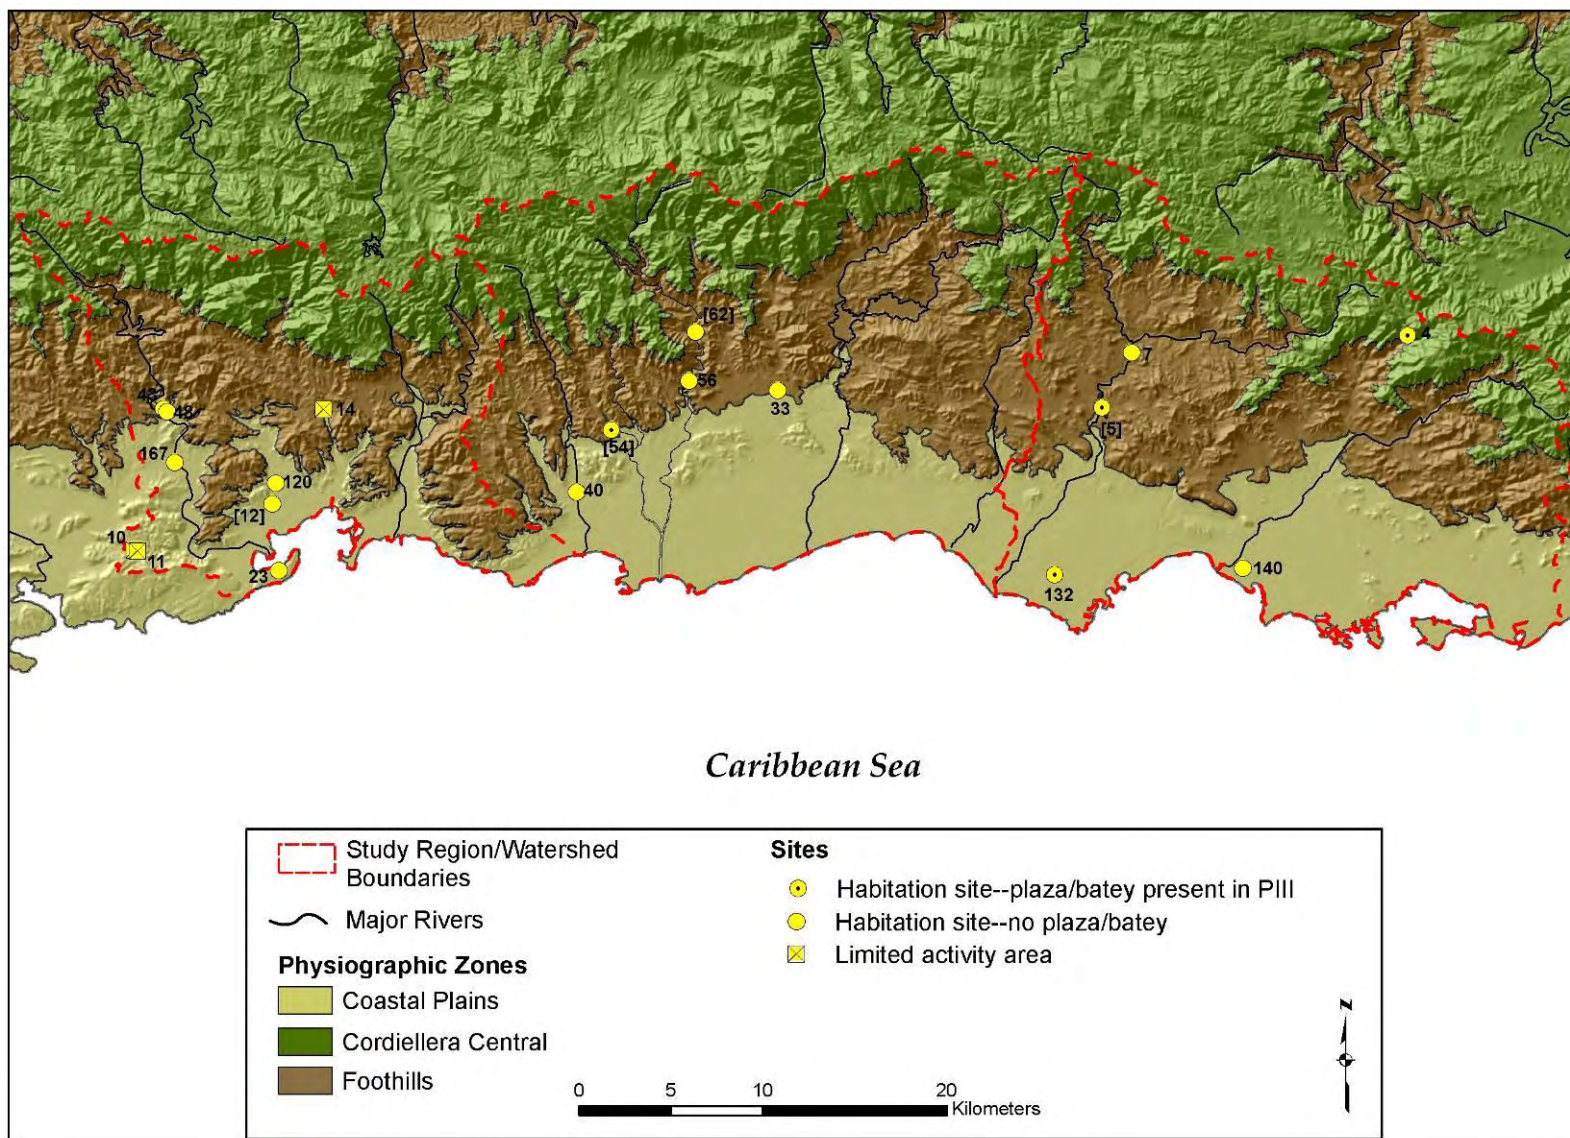 [62]
4
7
56
33
48
14
[5]
[54]
167
120
40
[12]
10
11
23
140
132
Caribbean Sea
Study Region/Watershed
Boundaries
Major Rivers
Physiographic Zones
Coastal Plains
Cordiellera Central
Foothills
Sites
Habitation site--plaza/batey present in PIII
Habitation site--no plaza/batey
Limited activity area
N
0 5 10 20
Kilometers